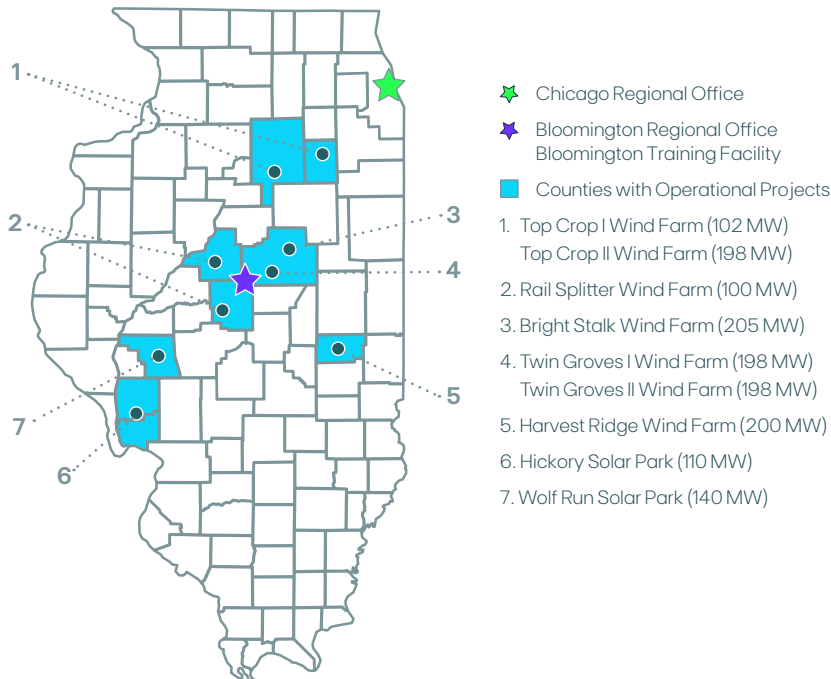 1
2
3
4
5
7
6
Chicago Regional Office
Bloomington Regional Office
Bloomington Training Facility
Counties with Operational Projects
1. Top Crop I Wind Farm (102 MW)
Top Crop II Wind Farm (198 MW)
2. Rail Splitter Wind Farm (100 MW)
3. Bright Stalk Wind Farm (205 MW)
4. Twin Groves I Wind Farm (198 MW)
Twin Groves II Wind Farm (198 MW)
5. Harvest Ridge Wind Farm (200 MW)
6. Hickory Solar Park (110 MW)
7. Wolf Run Solar Park (140 MW)